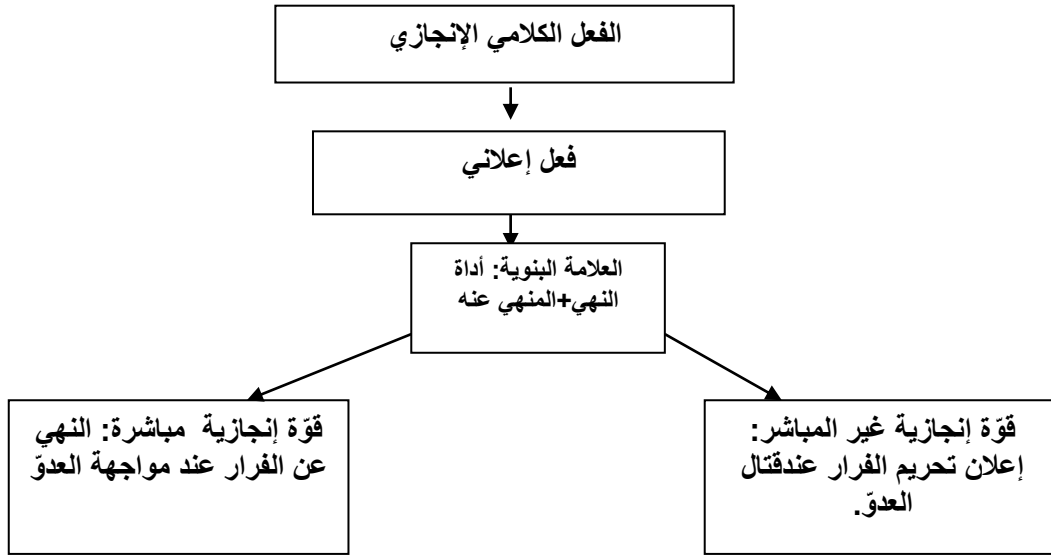 الفعل الكلامي الإنجازي
فعل إعلاني
العلامة البنوية: أداة
النهي+المنهي عنه
قوّة إنجازية غير المباشر:
إعلان تحريم الفرار عندقتال
العدوّ.
قوّة إنجازية مباشرة: النهي
عن الفرار عند مواجهة العدوّ